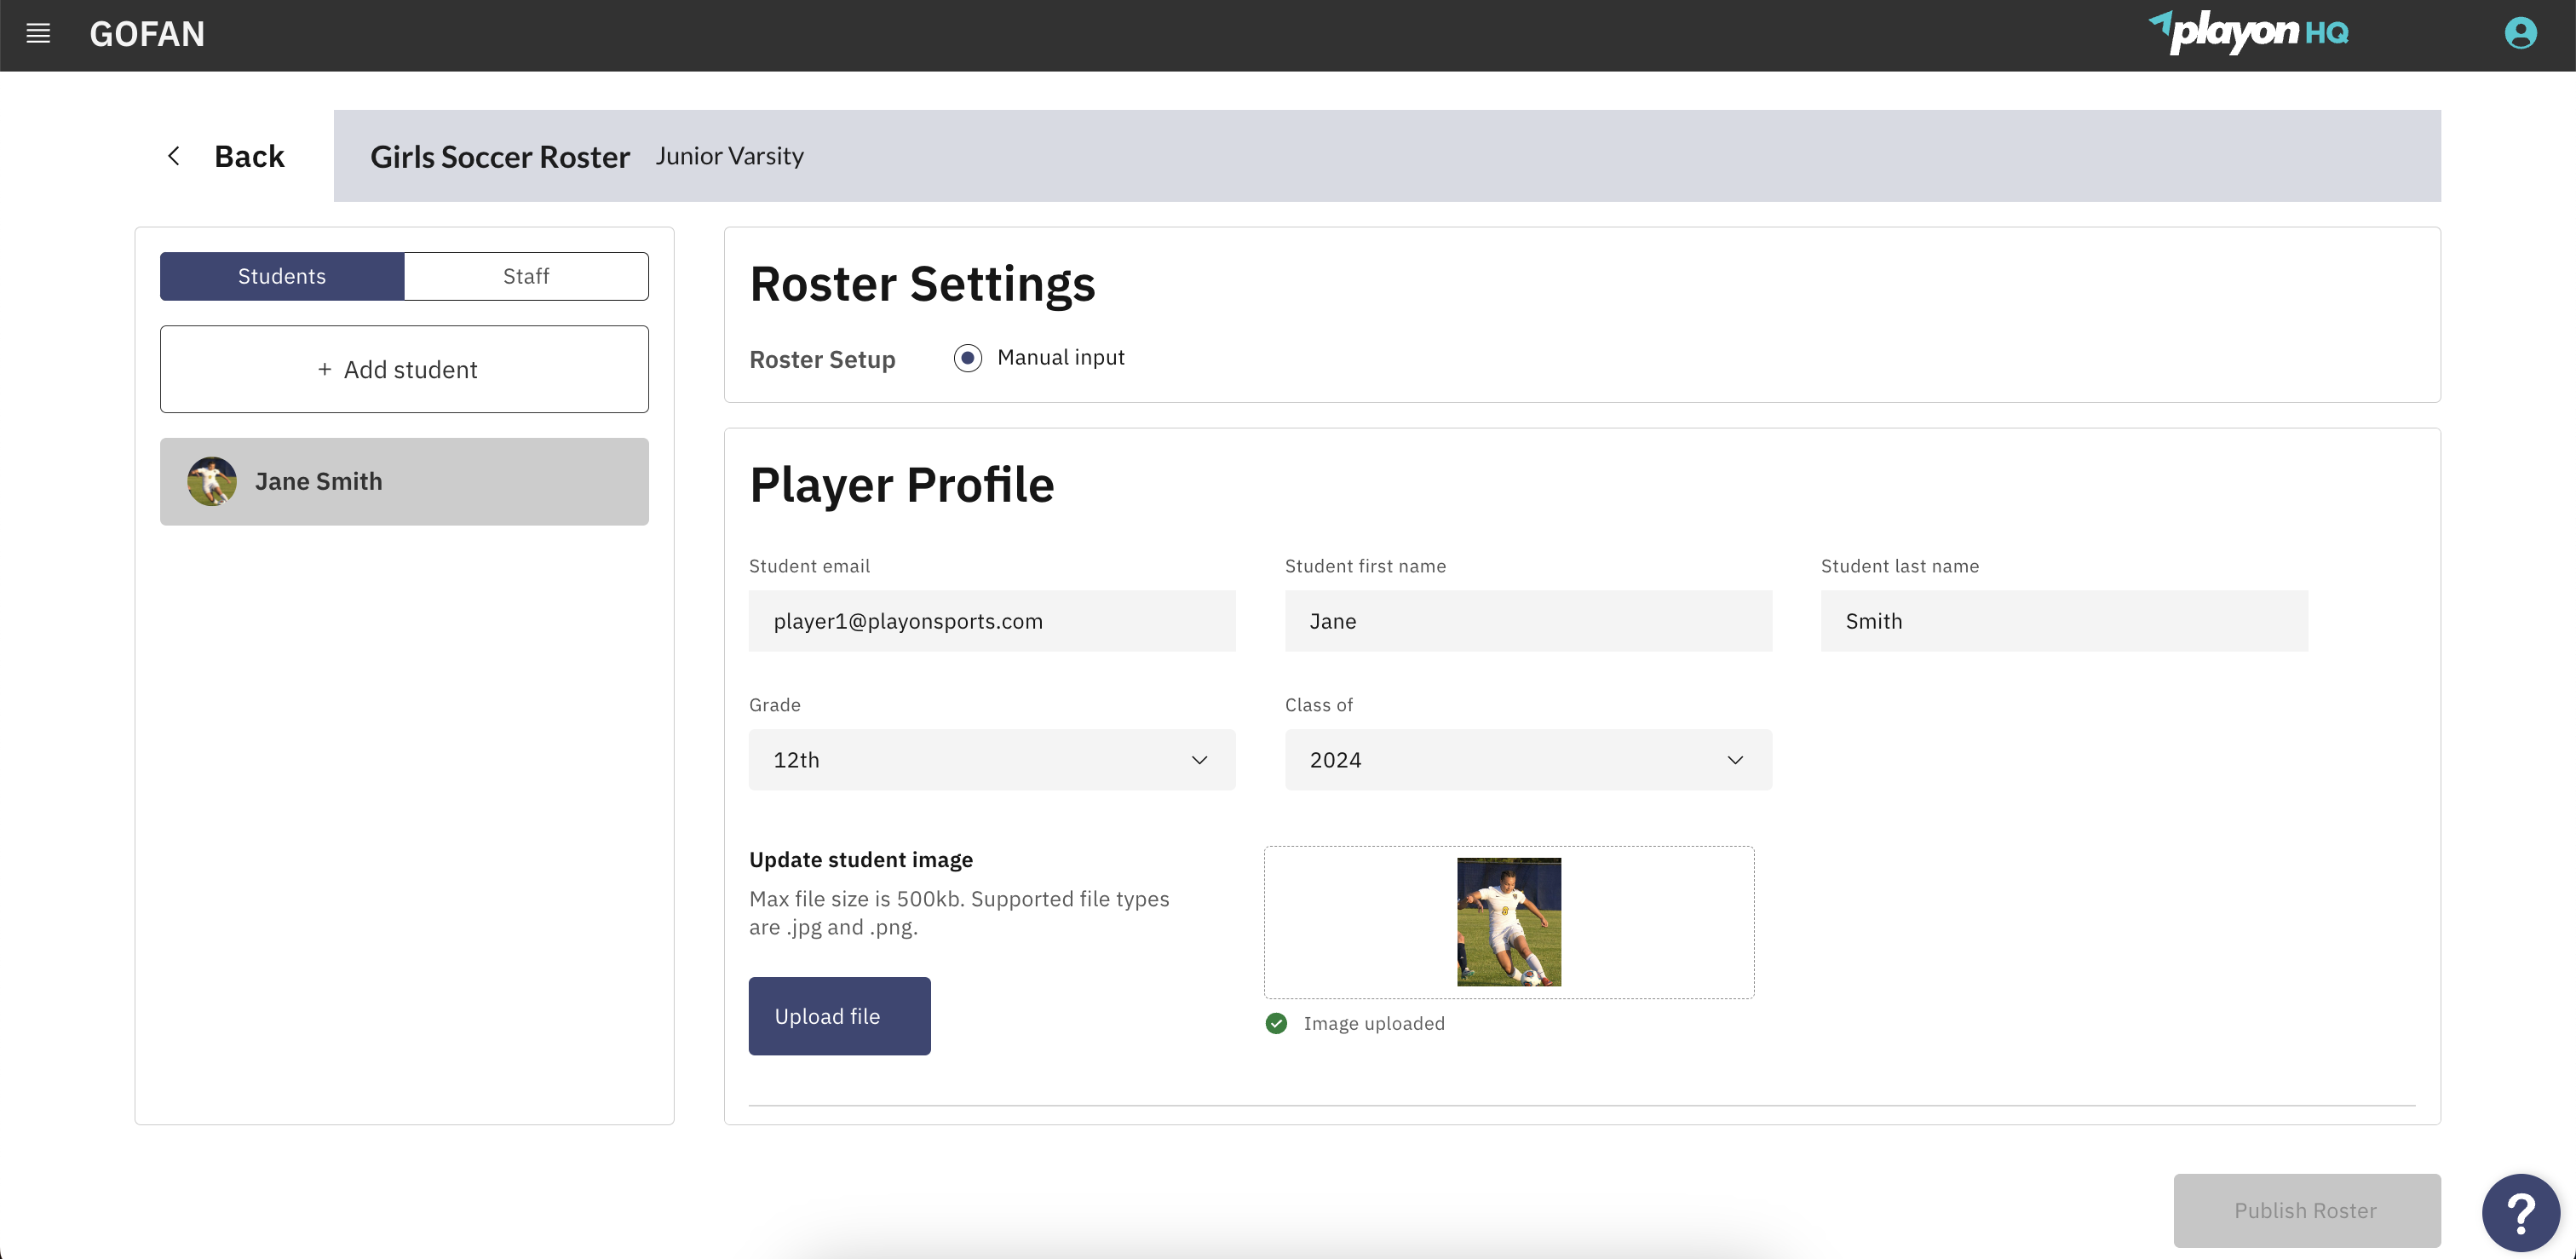 GOFAN
playon HQ
Back
Girls Soccer Roster Junior Varsity
Students Staff
+ Add student
Jane Smith
Roster Settings
Roster Setup Manual input
Player Profile
Student email Student first name Student last name
player1@playonsports.com Jane Smith
Grade Class of
12th 2024
Update student image
Max file size is 500kb. Supported file types
are .jpg and .png.
8
Upload file
Image uploaded
Publish Roster
?